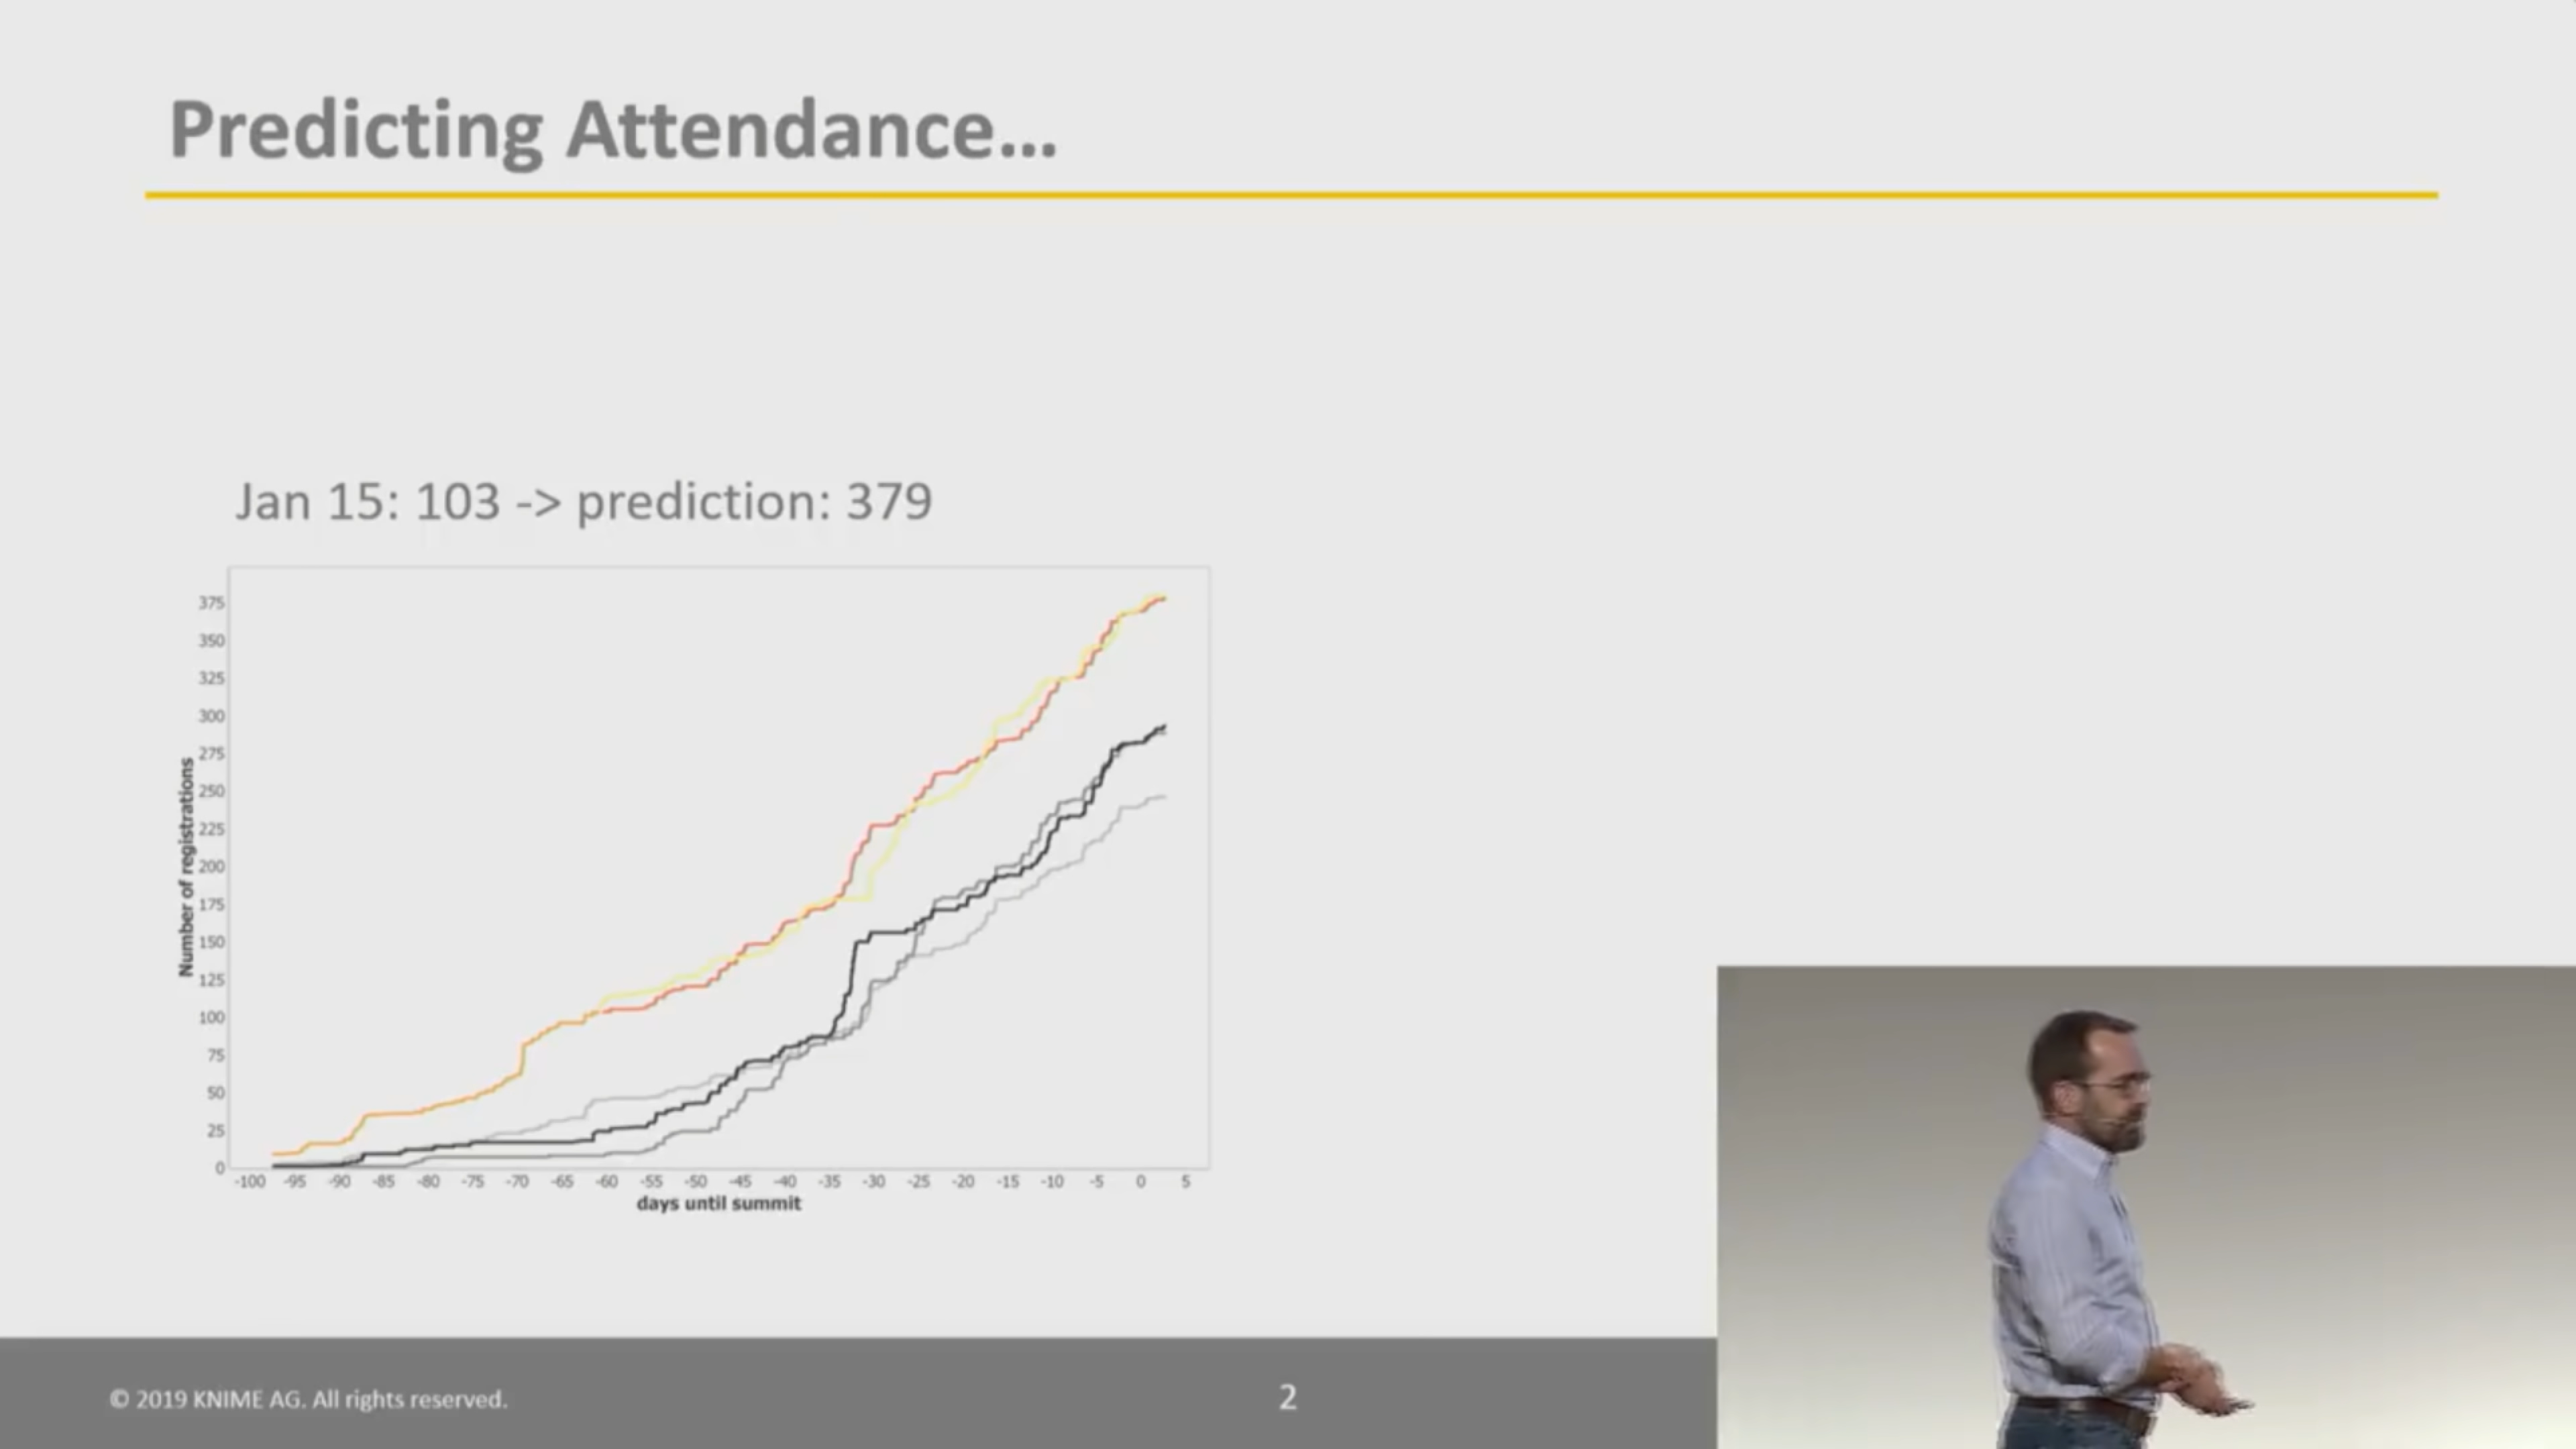 Predicting Attendance...
Jan 15: 103 -> prediction: 379
375
350
325
300
275
250
225
200
175
150
125
100
75
50
25
0
Number of registrations
-100 -95 -90 -85 -80 -75 -70 -65 -60 -55 -50 -45 -40 -35 -30 -25 -20 -15 -10 -5 0 5
days until summit
© 2019 KNIME AG. All rights reserved.
2